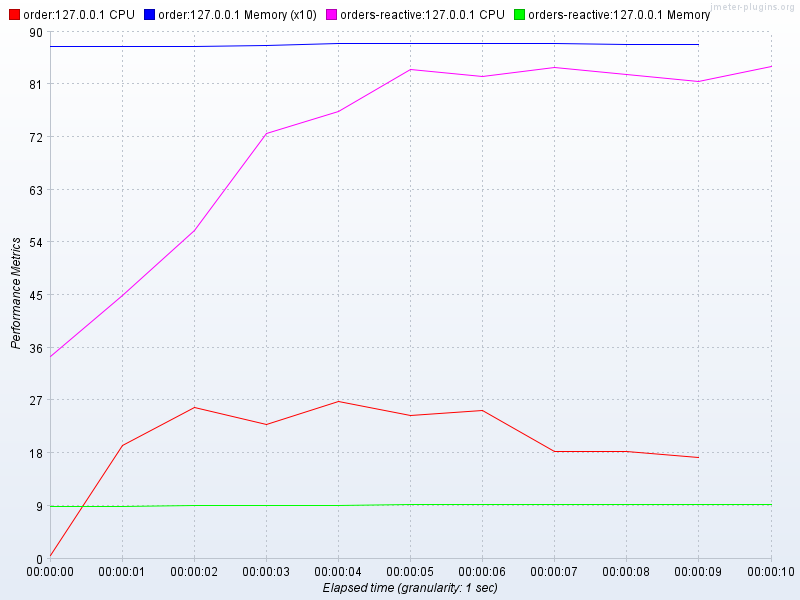 order:127.0.0.1 CPU order:127.0.0.1 Memory (x10) orders-reactive:127.0.0.1 CPU orders-reactive:127.0.0.1 Memory
jmeter-plugins.org
90
81
72
63
54
45
36
27
18
9
0
Performance Metrics
00:00:00 00:00:01 00:00:02 00:00:03 00:00:04 00:00:05 00:00:06 00:00:07 00:00:08 00:00:09 00:00:10
Elapsed time (granularity: 1 sec)